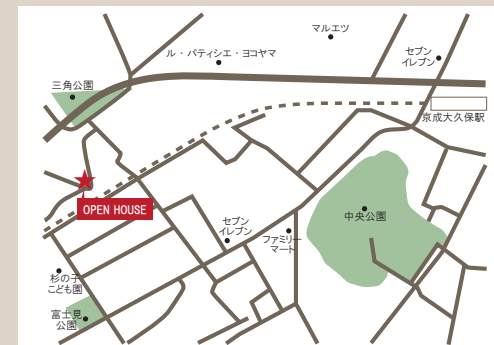 マルエツ
ル・パティシエ・ヨコヤマ
セブン
イレブン
三角公園
京成大久保駅
OPEN HOUSE
中央公園
セブン
イレブン
ファミリー
マート
杉の子
こども園
富士見
公園